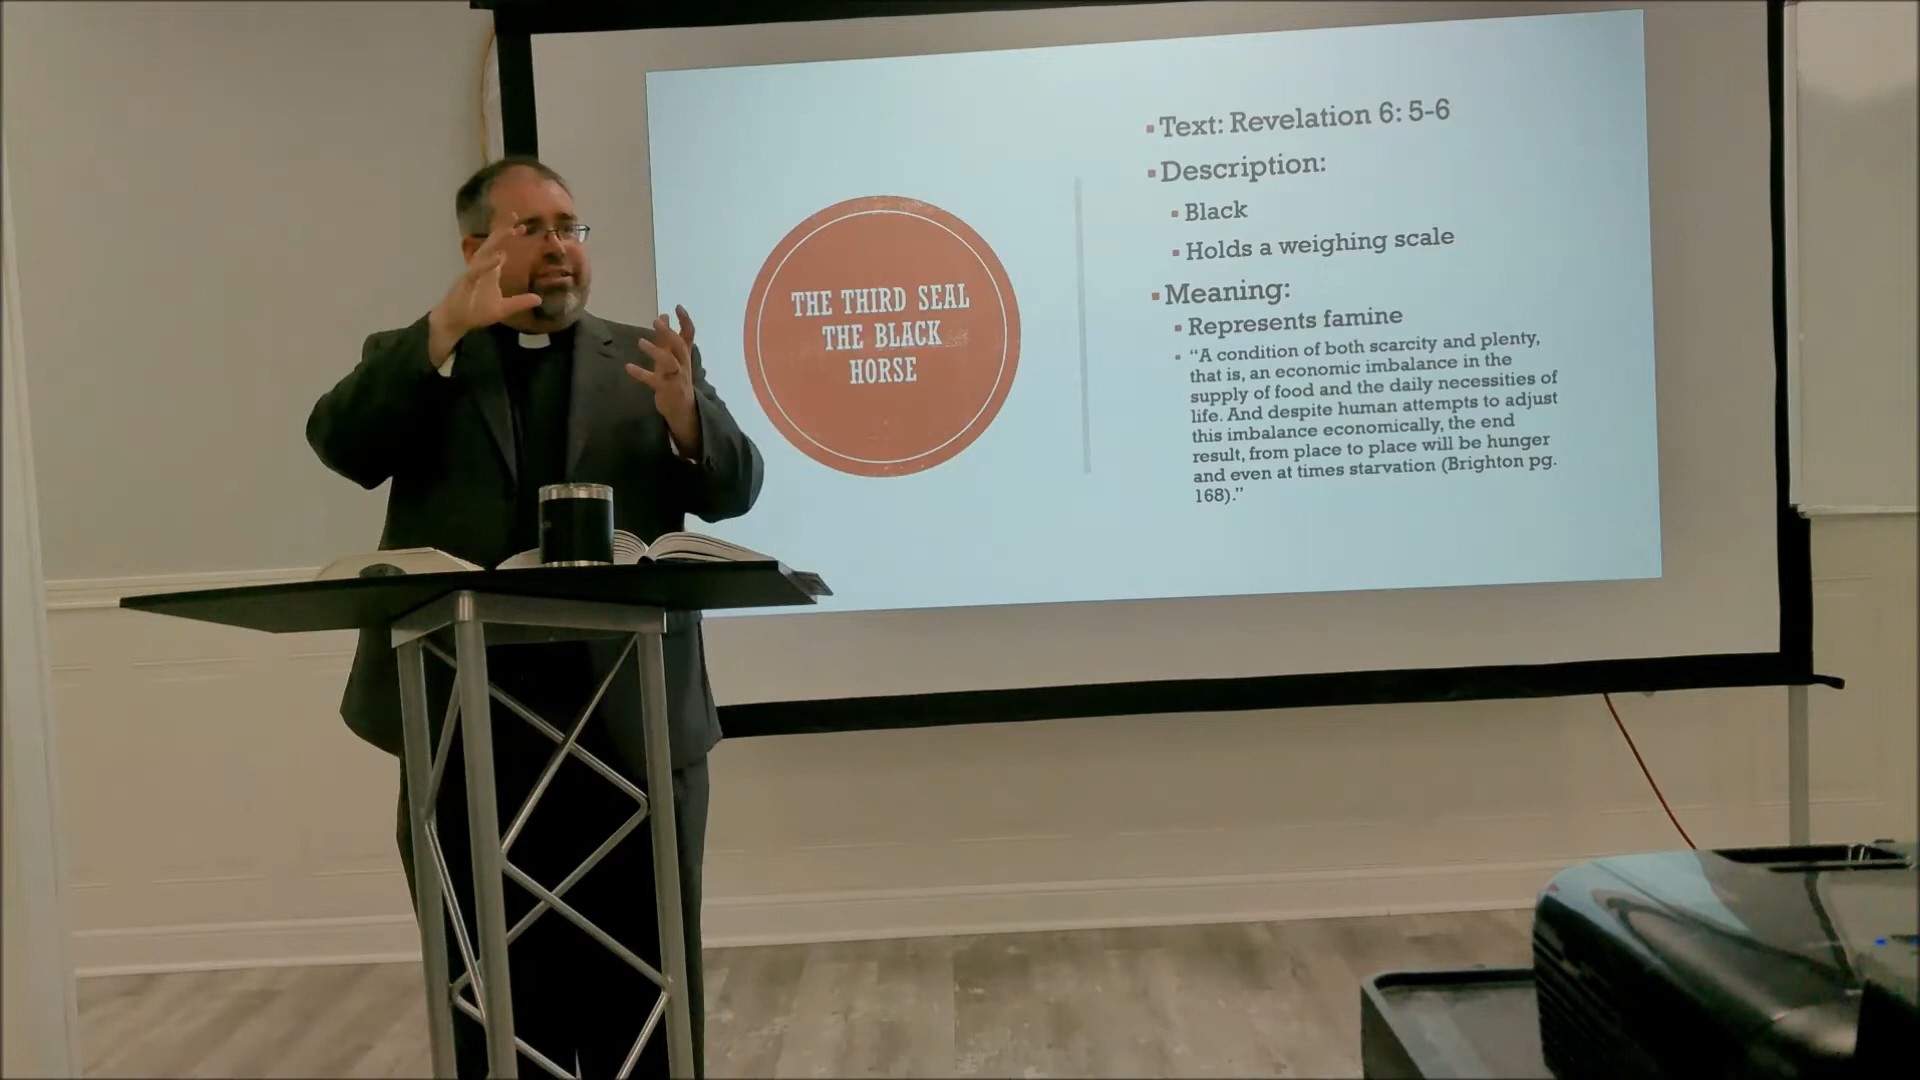 THE THIRD SEAL
THE BLACK
HORSE
Text: Revelation 6: 5-6
Description:
Black
Holds a weighing scale
Meaning:
Represents famine
“A condition of both scarcity and plenty,
that is, an economic imbalance in the
supply of food and the daily necessities of
life. And despite human attempts to adjust
this imbalance economically, the end
result, from place to place will be hunger
and even at times starvation (Brighton pg.
168).”